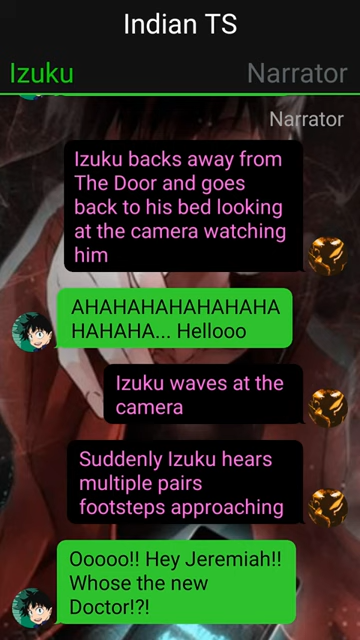 Indian TS
Izuku
Narrator
Narrator
Izuku backs away from
The Door and goes
back to his bed looking
at the camera watching
him
AHAHAHAHAHAHAHA
HAHAHA... Hellooo
Izuku waves at the
camera
Suddenly Izuku hears
multiple pairs
footsteps approaching
Ooooo!! Hey Jeremiah!!
Whose the new
Doctor!?!